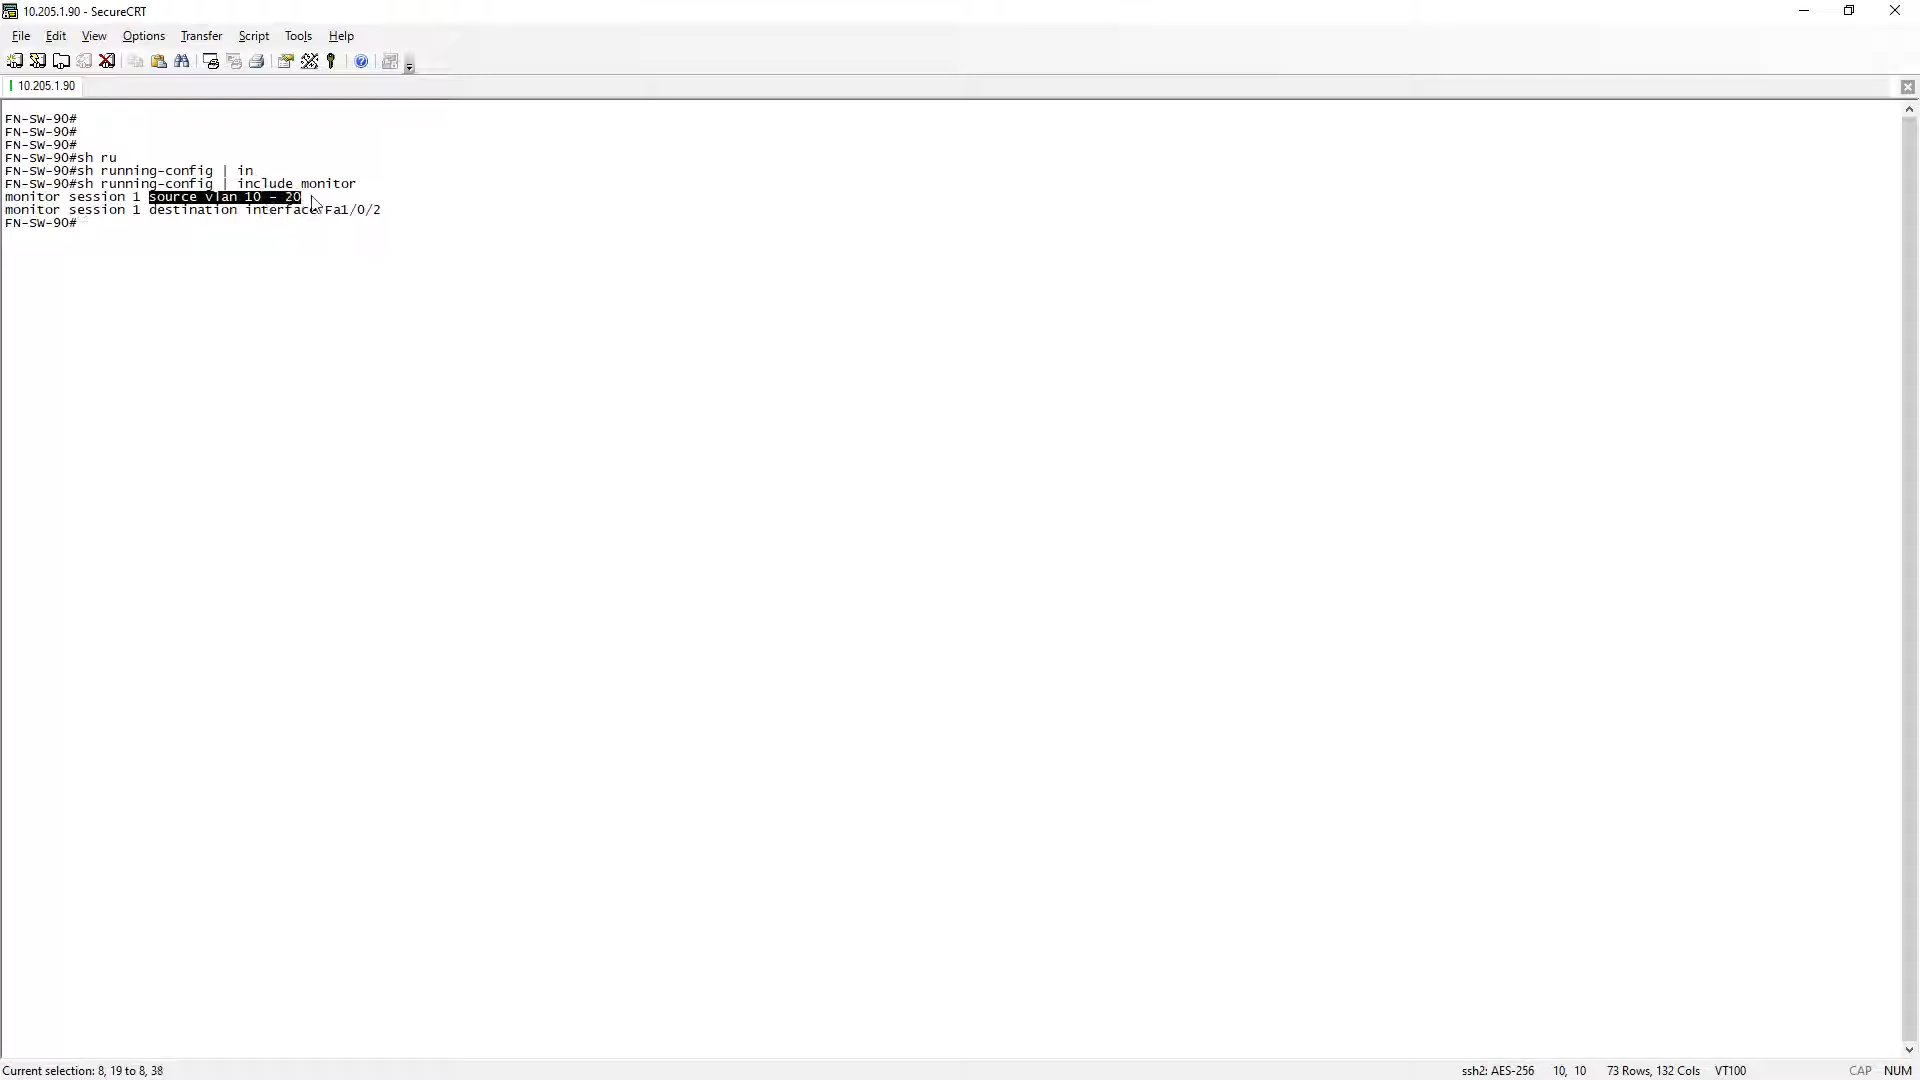 10.205.1.90 - SecureCRT
File Edit View Options Transfer Script Tools Help
10.205.1.90
FN-SW-90#
FN-SW-90#
FN-SW-90#
FN-SW-90#sh ru
FN-SW-90#sh running-config | in
FN-SW-90#sh running-config | include monitor
monitor session 1 source vlan 10 - 20
monitor session 1 destination interface Fa1/0/2
FN-SW-90#
Current selection: 8, 19 to 8, 38 ssh2: AES-256 10, 10 73 Rows, 132 Cols VT100 CAP NUM